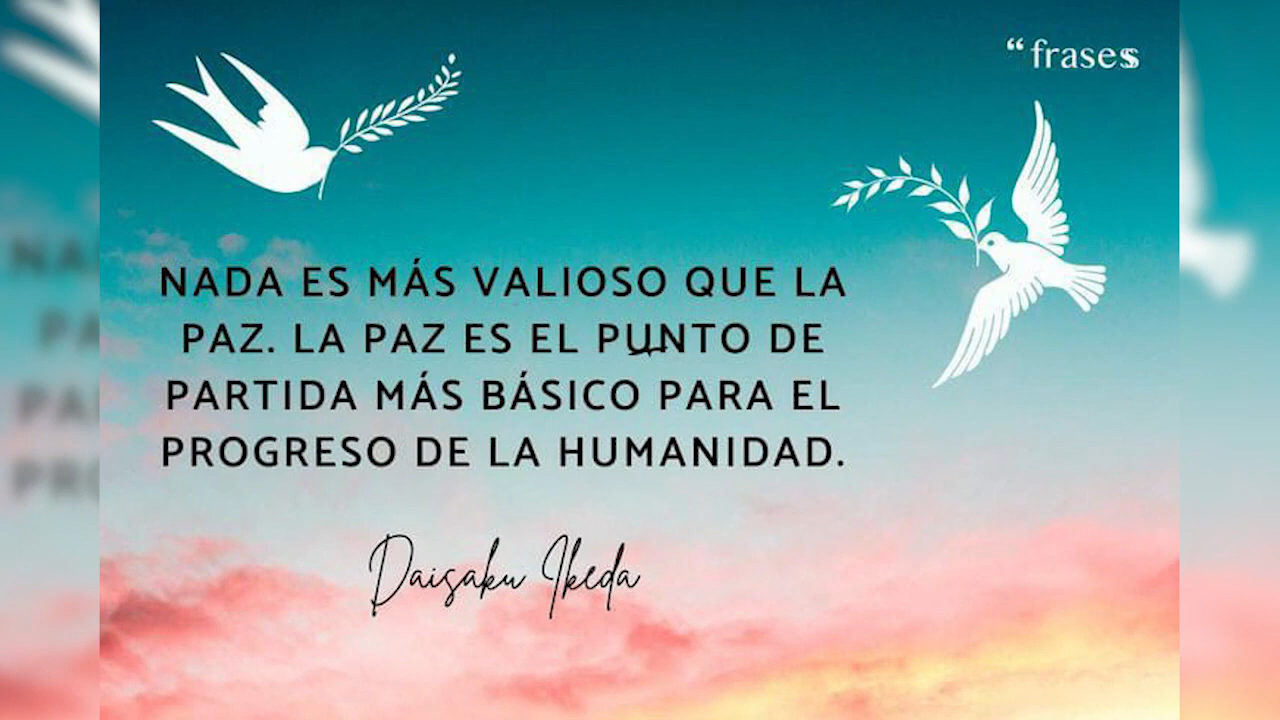 “frases
NADA ES MÁS VALIOSO QUE LA
PAZ. LA PAZ ES EL PUNTO DE
PARTIDA MÁS BÁSICO PARA EL
PROGRESO DE LA HUMANIDAD.
Daisaku Ikeda